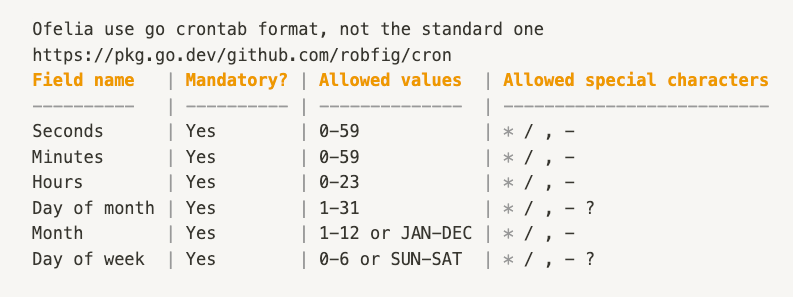 Ofelia use go crontab format, not the standard one
https://pkg.go.dev/github.com/robfig/cron
Field name   | Mandatory? | Allowed values  | Allowed special characters
----------   | ---------- | --------------  | --------------------------
Seconds      | Yes        | 0-59            | * / , -
Minutes      | Yes        | 0-59            | * / , -
Hours        | Yes        | 0-23            | * / , -
Day of month | Yes        | 1-31            | * / , - ?
Month        | Yes        | 1-12 or JAN-DEC | * / , -
Day of week  | Yes        | 0-6 or SUN-SAT  | * / , - ?